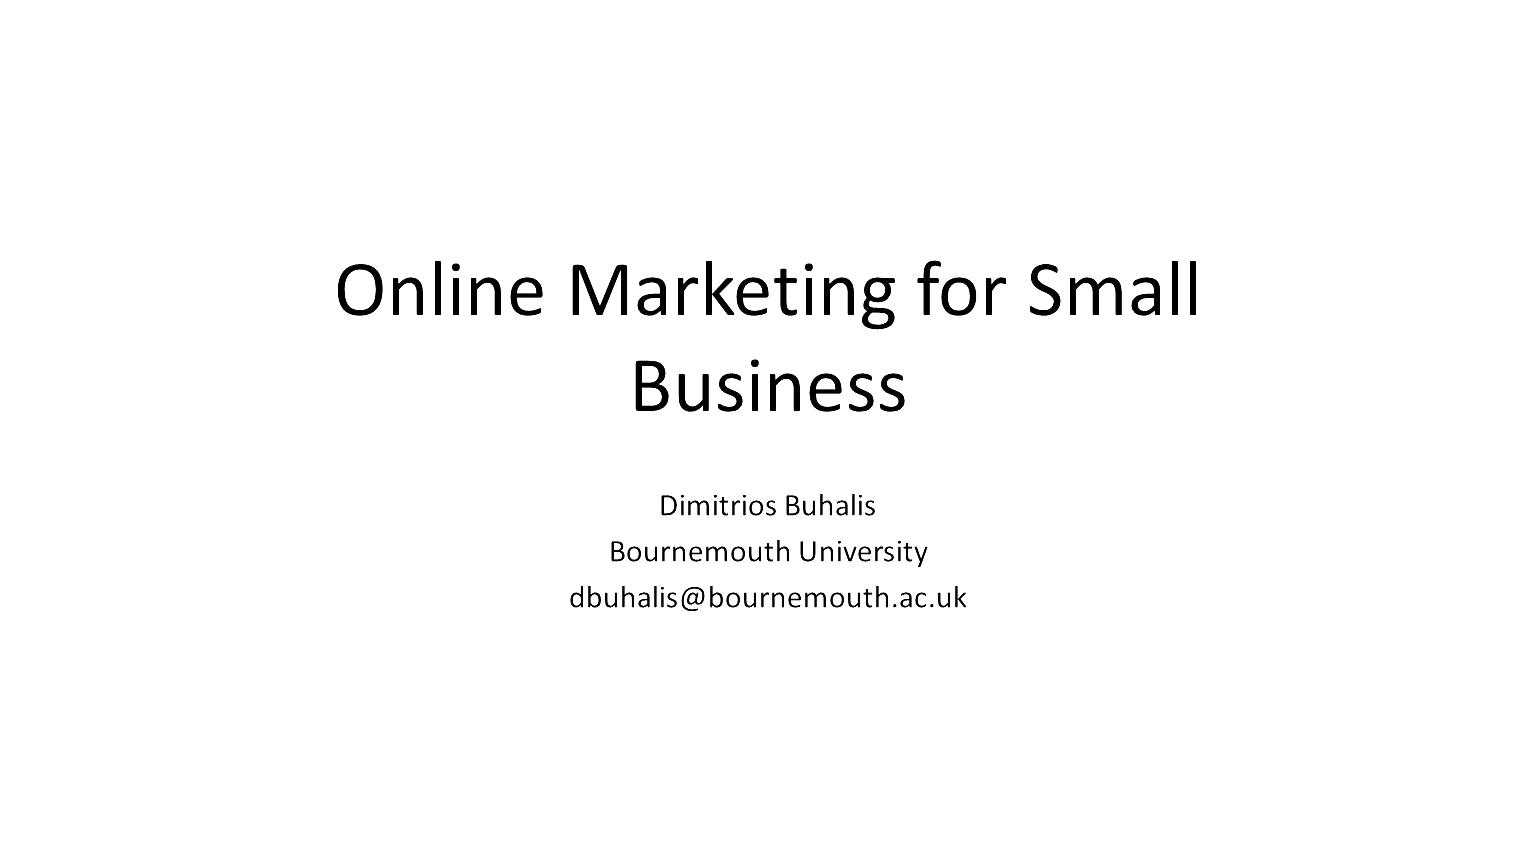 Online Marketing for Small
Business
Dimitrios Buhalis
Bournemouth University
dbuhalis@bournemouth.ac.uk